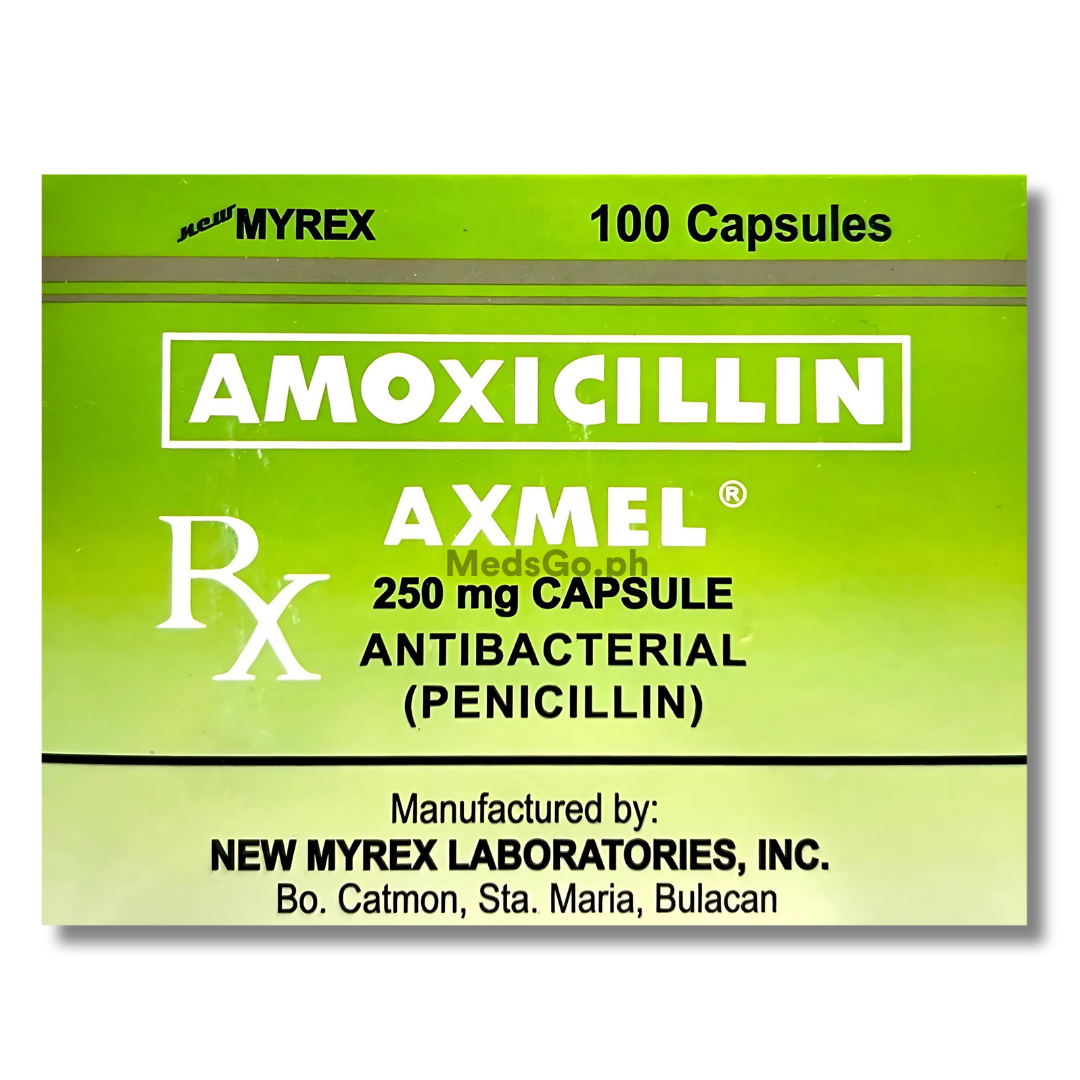 new MYREX 100 Capsules
AMOXICILLIN
AXMEL ®
MedsGo.ph
Rx
250 mg CAPSULE
ANTIBACTERIAL
(PENICILLIN)
Manufactured by:
NEW MYREX LABORATORIES, INC.
Bo. Catmon, Sta. Maria, Bulacan